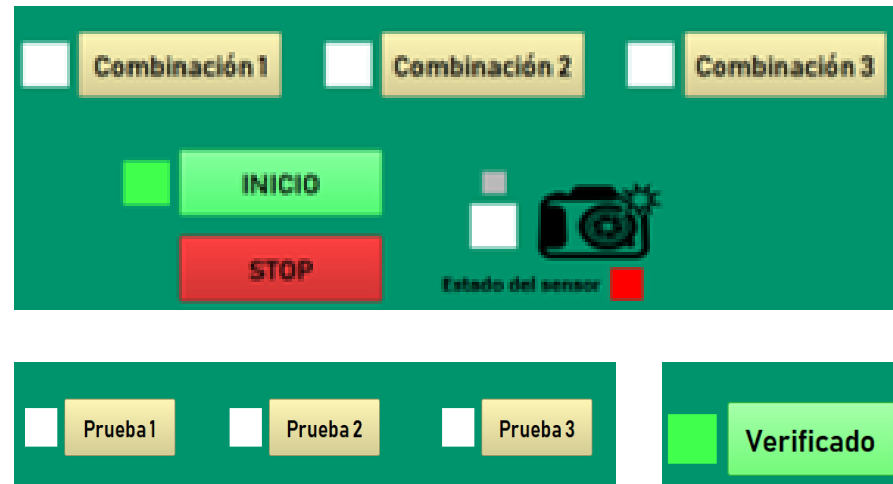 Combinación 1 Combinación 2 Combinación 3
INICIO
STOP
Estado del sensor
Prueba 1 Prueba 2 Prueba 3
Verificado